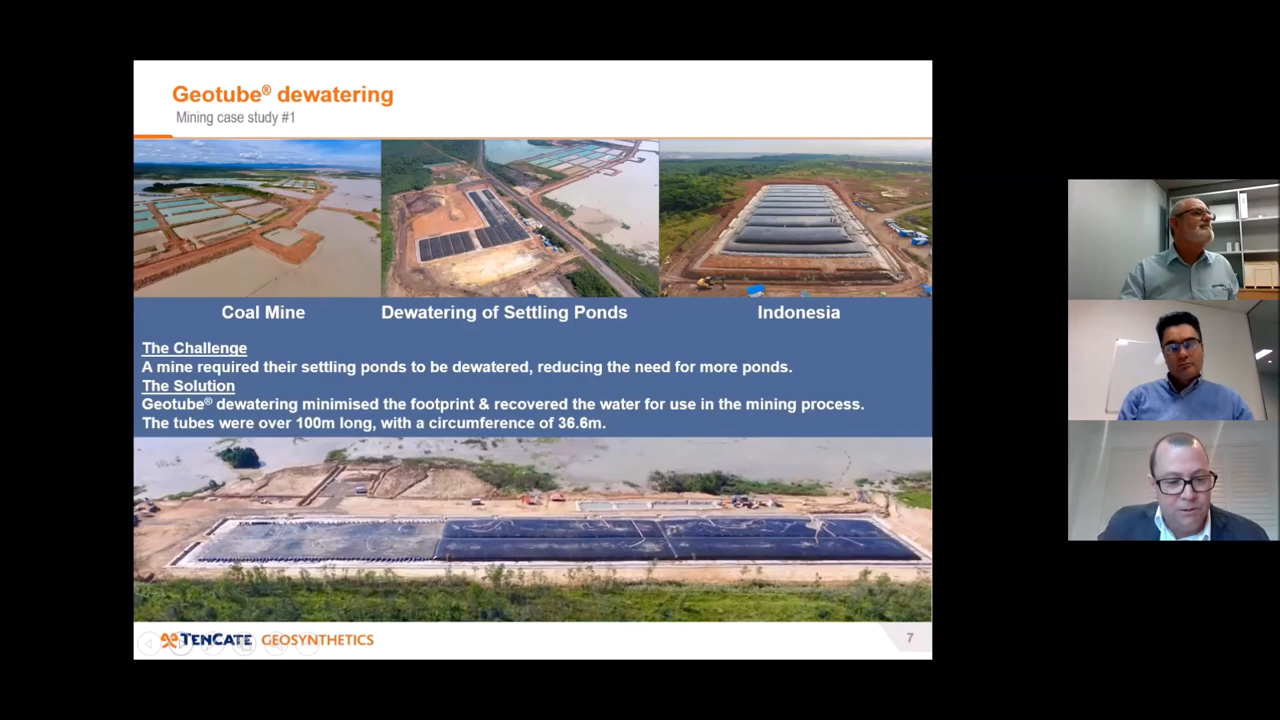 Geotube® dewatering
Mining case study #1
Coal Mine
Dewatering of Settling Ponds
Indonesia
The Challenge
A mine required their settling ponds to be dewatered, reducing the need for more ponds.
The Solution
Geotube® dewatering minimised the footprint & recovered the water for use in the mining process.
The tubes were over 100m long, with a circumference of 36.6m.
TENCATE GEOSYNTHETICS
7